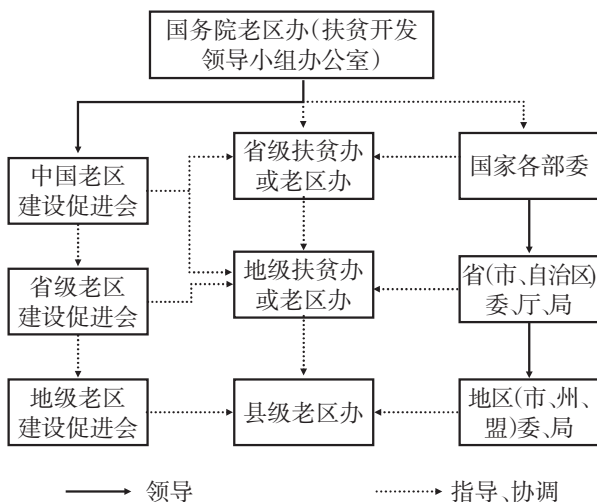 国务院老区办(扶贫开发
领导小组办公室)
中国老区
建设促进会
省级扶贫办
或老区办
国家各部委
省级老区
建设促进会
地级扶贫办
或老区办
省(市、自治区)
委、厅、局
地级老区
建设促进会
县级老区办
地区(市、州、
盟)委、局
领导
指导、协调